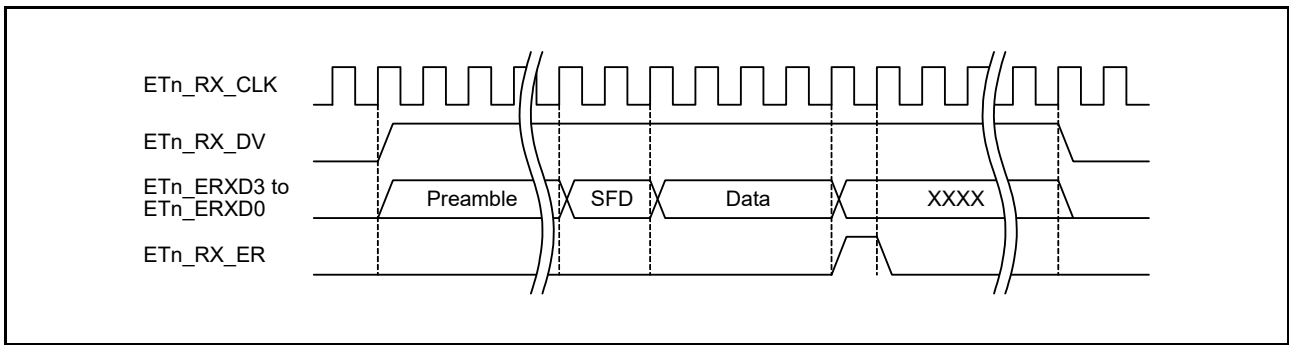 ETn_RX_CLK
ETn_RX_DV
ETn_ERXD3 to
ETn_ERXD0
Preamble
SFD
Data
XXXX
ETn_RX_ER